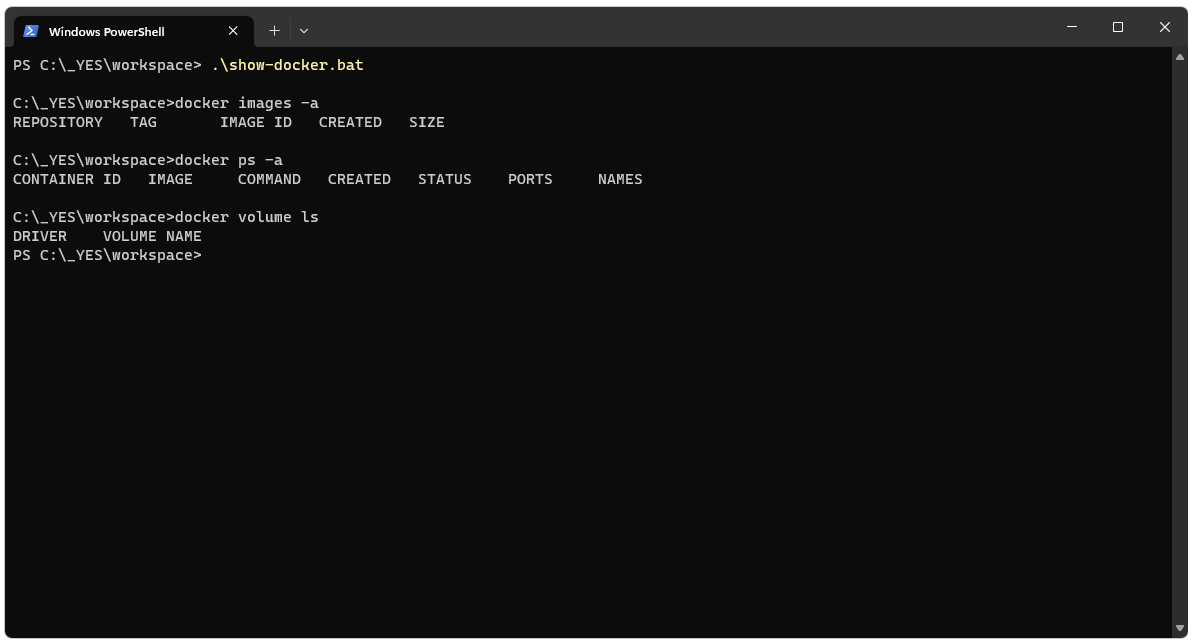 Windows PowerShell
PS C:\_YES\workspace> .\show-docker.bat
C:\_YES\workspace>docker images -a
REPOSITORY   TAG       IMAGE ID   CREATED   SIZE
C:\_YES\workspace>docker ps -a
CONTAINER ID   IMAGE     COMMAND   CREATED   STATUS    PORTS     NAMES
C:\_YES\workspace>docker volume ls
DRIVER    VOLUME NAME
PS C:\_YES\workspace>